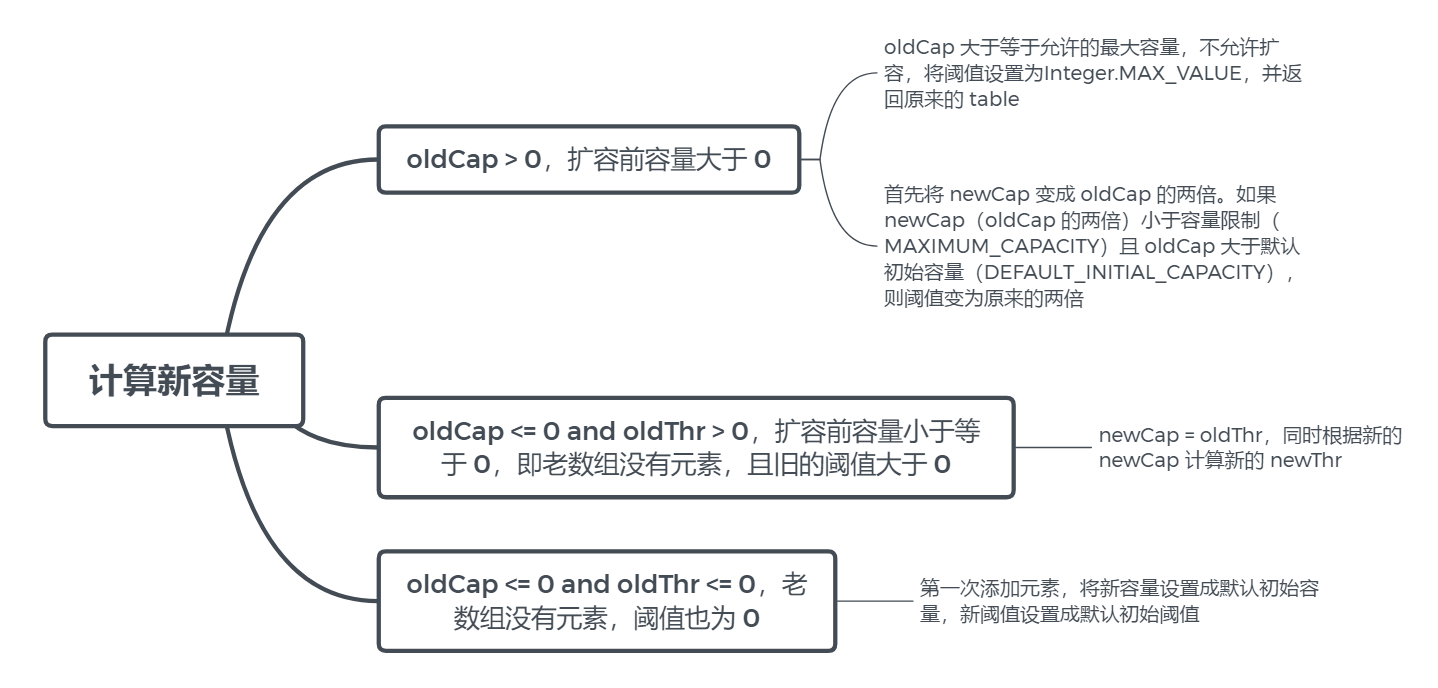 计算新容量
oldCap > 0，扩容前容量大于 0
oldCap 大于等于允许的最大容量，不允许扩
容，将阈值设置为Integer.MAX_VALUE，并返
回原来的 table
首先将 newCap 变成 oldCap 的两倍。如果
newCap（oldCap 的两倍）小于容量限制（
MAXIMUM_CAPACITY）且 oldCap 大于默认
初始容量（DEFAULT_INITIAL_CAPACITY），
则阈值变为原来的两倍
oldCap <= 0 and oldThr > 0，扩容前容量小于等
于 0，即老数组没有元素，且旧的阈值大于 0
newCap = oldThr，同时根据新的
newCap 计算新的 newThr
oldCap <= 0 and oldThr <= 0，老
数组没有元素，阈值也为 0
第一次添加元素，将新容量设置成默认初始容
量，新阈值设置成默认初始阈值